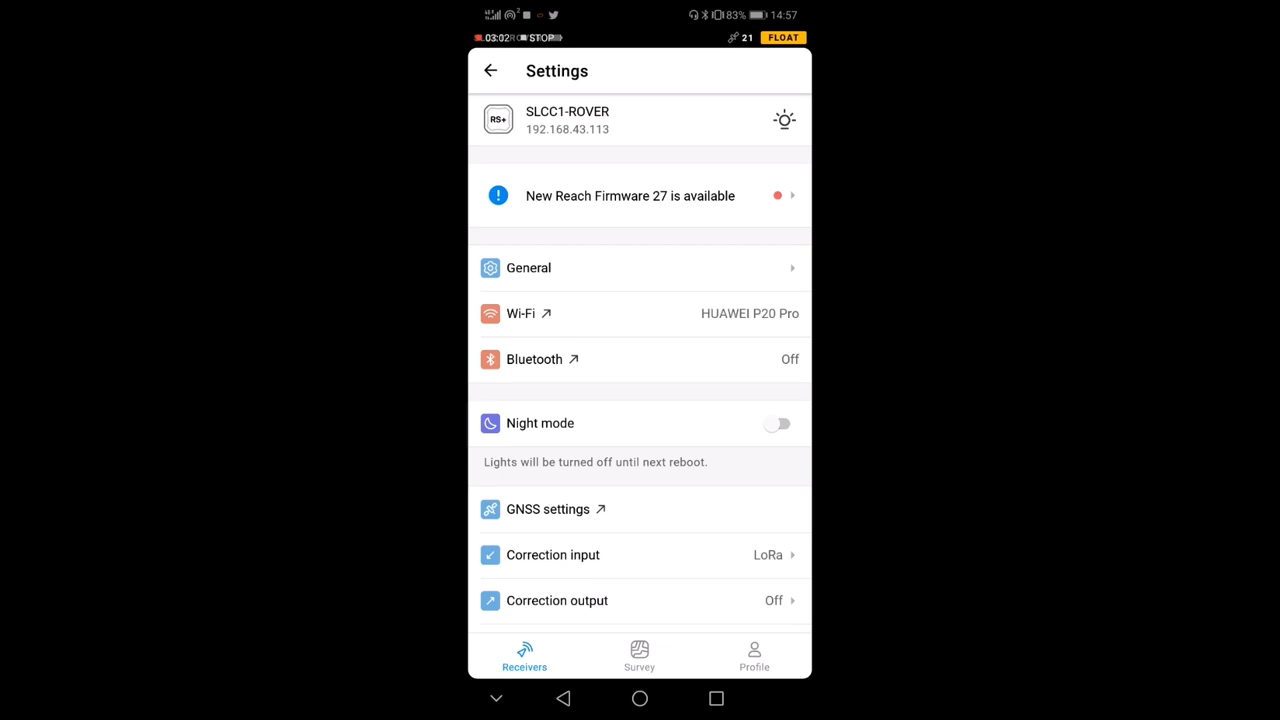 2 83% 14:57
03:02 STOP 21 FLOAT
Settings
RS+ SLCC1-ROVER
192.168.43.113
New Reach Firmware 27 is available
General
Wi-Fi HUAWEI P20 Pro
Bluetooth Off
Night mode
Lights will be turned off until next reboot.
GNSS settings
Correction input LoRa
Correction output Off
Receivers Survey Profile